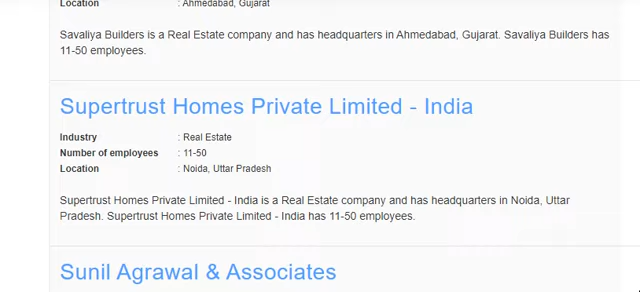 Location : Ahmedabad, Gujarat
Savaliya Builders is a Real Estate company and has headquarters in Ahmedabad, Gujarat. Savaliya Builders has
11-50 employees.
Supertrust Homes Private Limited - India
Industry : Real Estate
Number of employees : 11-50
Location : Noida, Uttar Pradesh
Supertrust Homes Private Limited - India is a Real Estate company and has headquarters in Noida, Uttar
Pradesh. Supertrust Homes Private Limited - India has 11-50 employees.
Sunil Agrawal & Associates